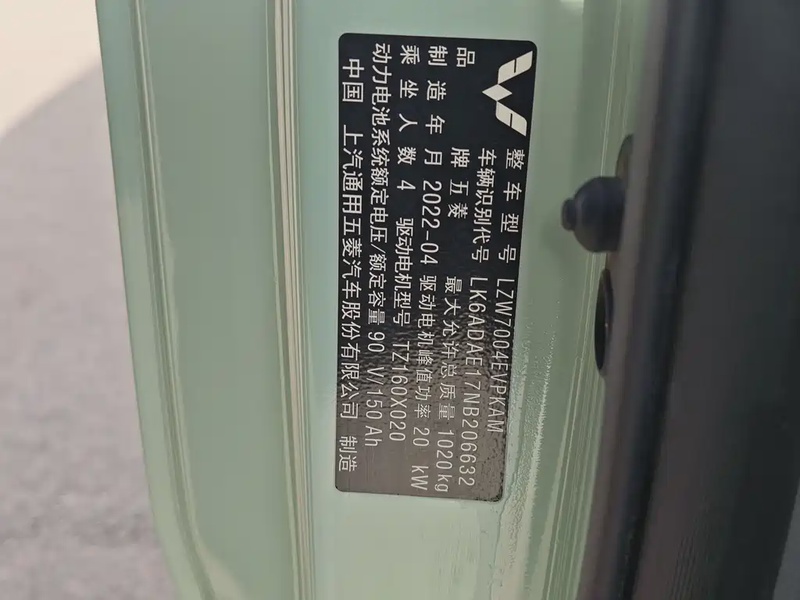 整车型号 LZW7004EVPKAM
车辆识别代号 LK6ADAE17NB206632
品牌 五菱 最大允许总质量 1020kg
制造年月 2022-04 驱动电机峰值功率 20 kW
乘坐人数 4 驱动电机型号 TZ160X020
动力电池系统额定电压/额定容量 90 V/150 Ah
中国 上汽通用五菱汽车股份有限公司 制造